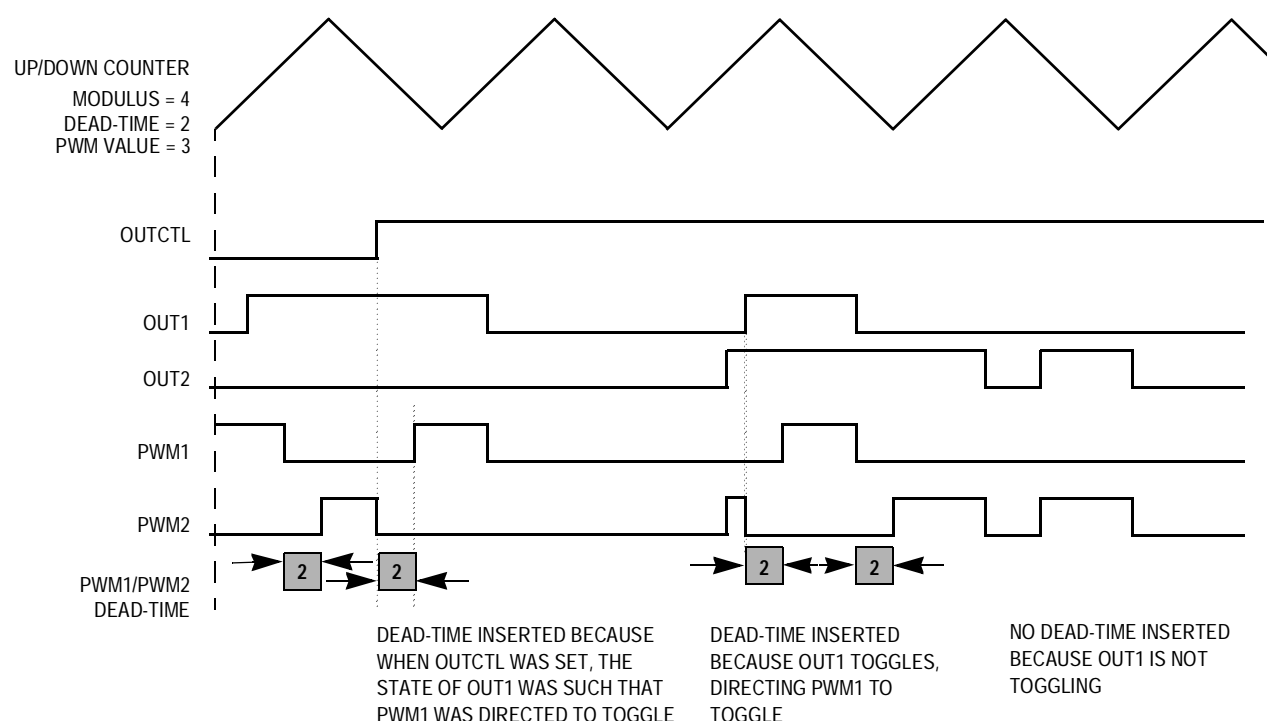 UP/DOWN COUNTER
MODULUS = 4
DEAD-TIME = 2
PWM VALUE = 3
OUTCTL
OUT1
OUT2
PWM1
PWM2
PWM1/PWM2
DEAD-TIME
2
2
2
2
DEAD-TIME INSERTED BECAUSE
WHEN OUTCTL WAS SET, THE
STATE OF OUT1 WAS SUCH THAT
PWM1 WAS DIRECTED TO TOGGLE
DEAD-TIME INSERTED
BECAUSE OUT1 TOGGLES,
DIRECTING PWM1 TO
TOGGLE
NO DEAD-TIME INSERTED
BECAUSE OUT1 IS NOT
TOGGLING